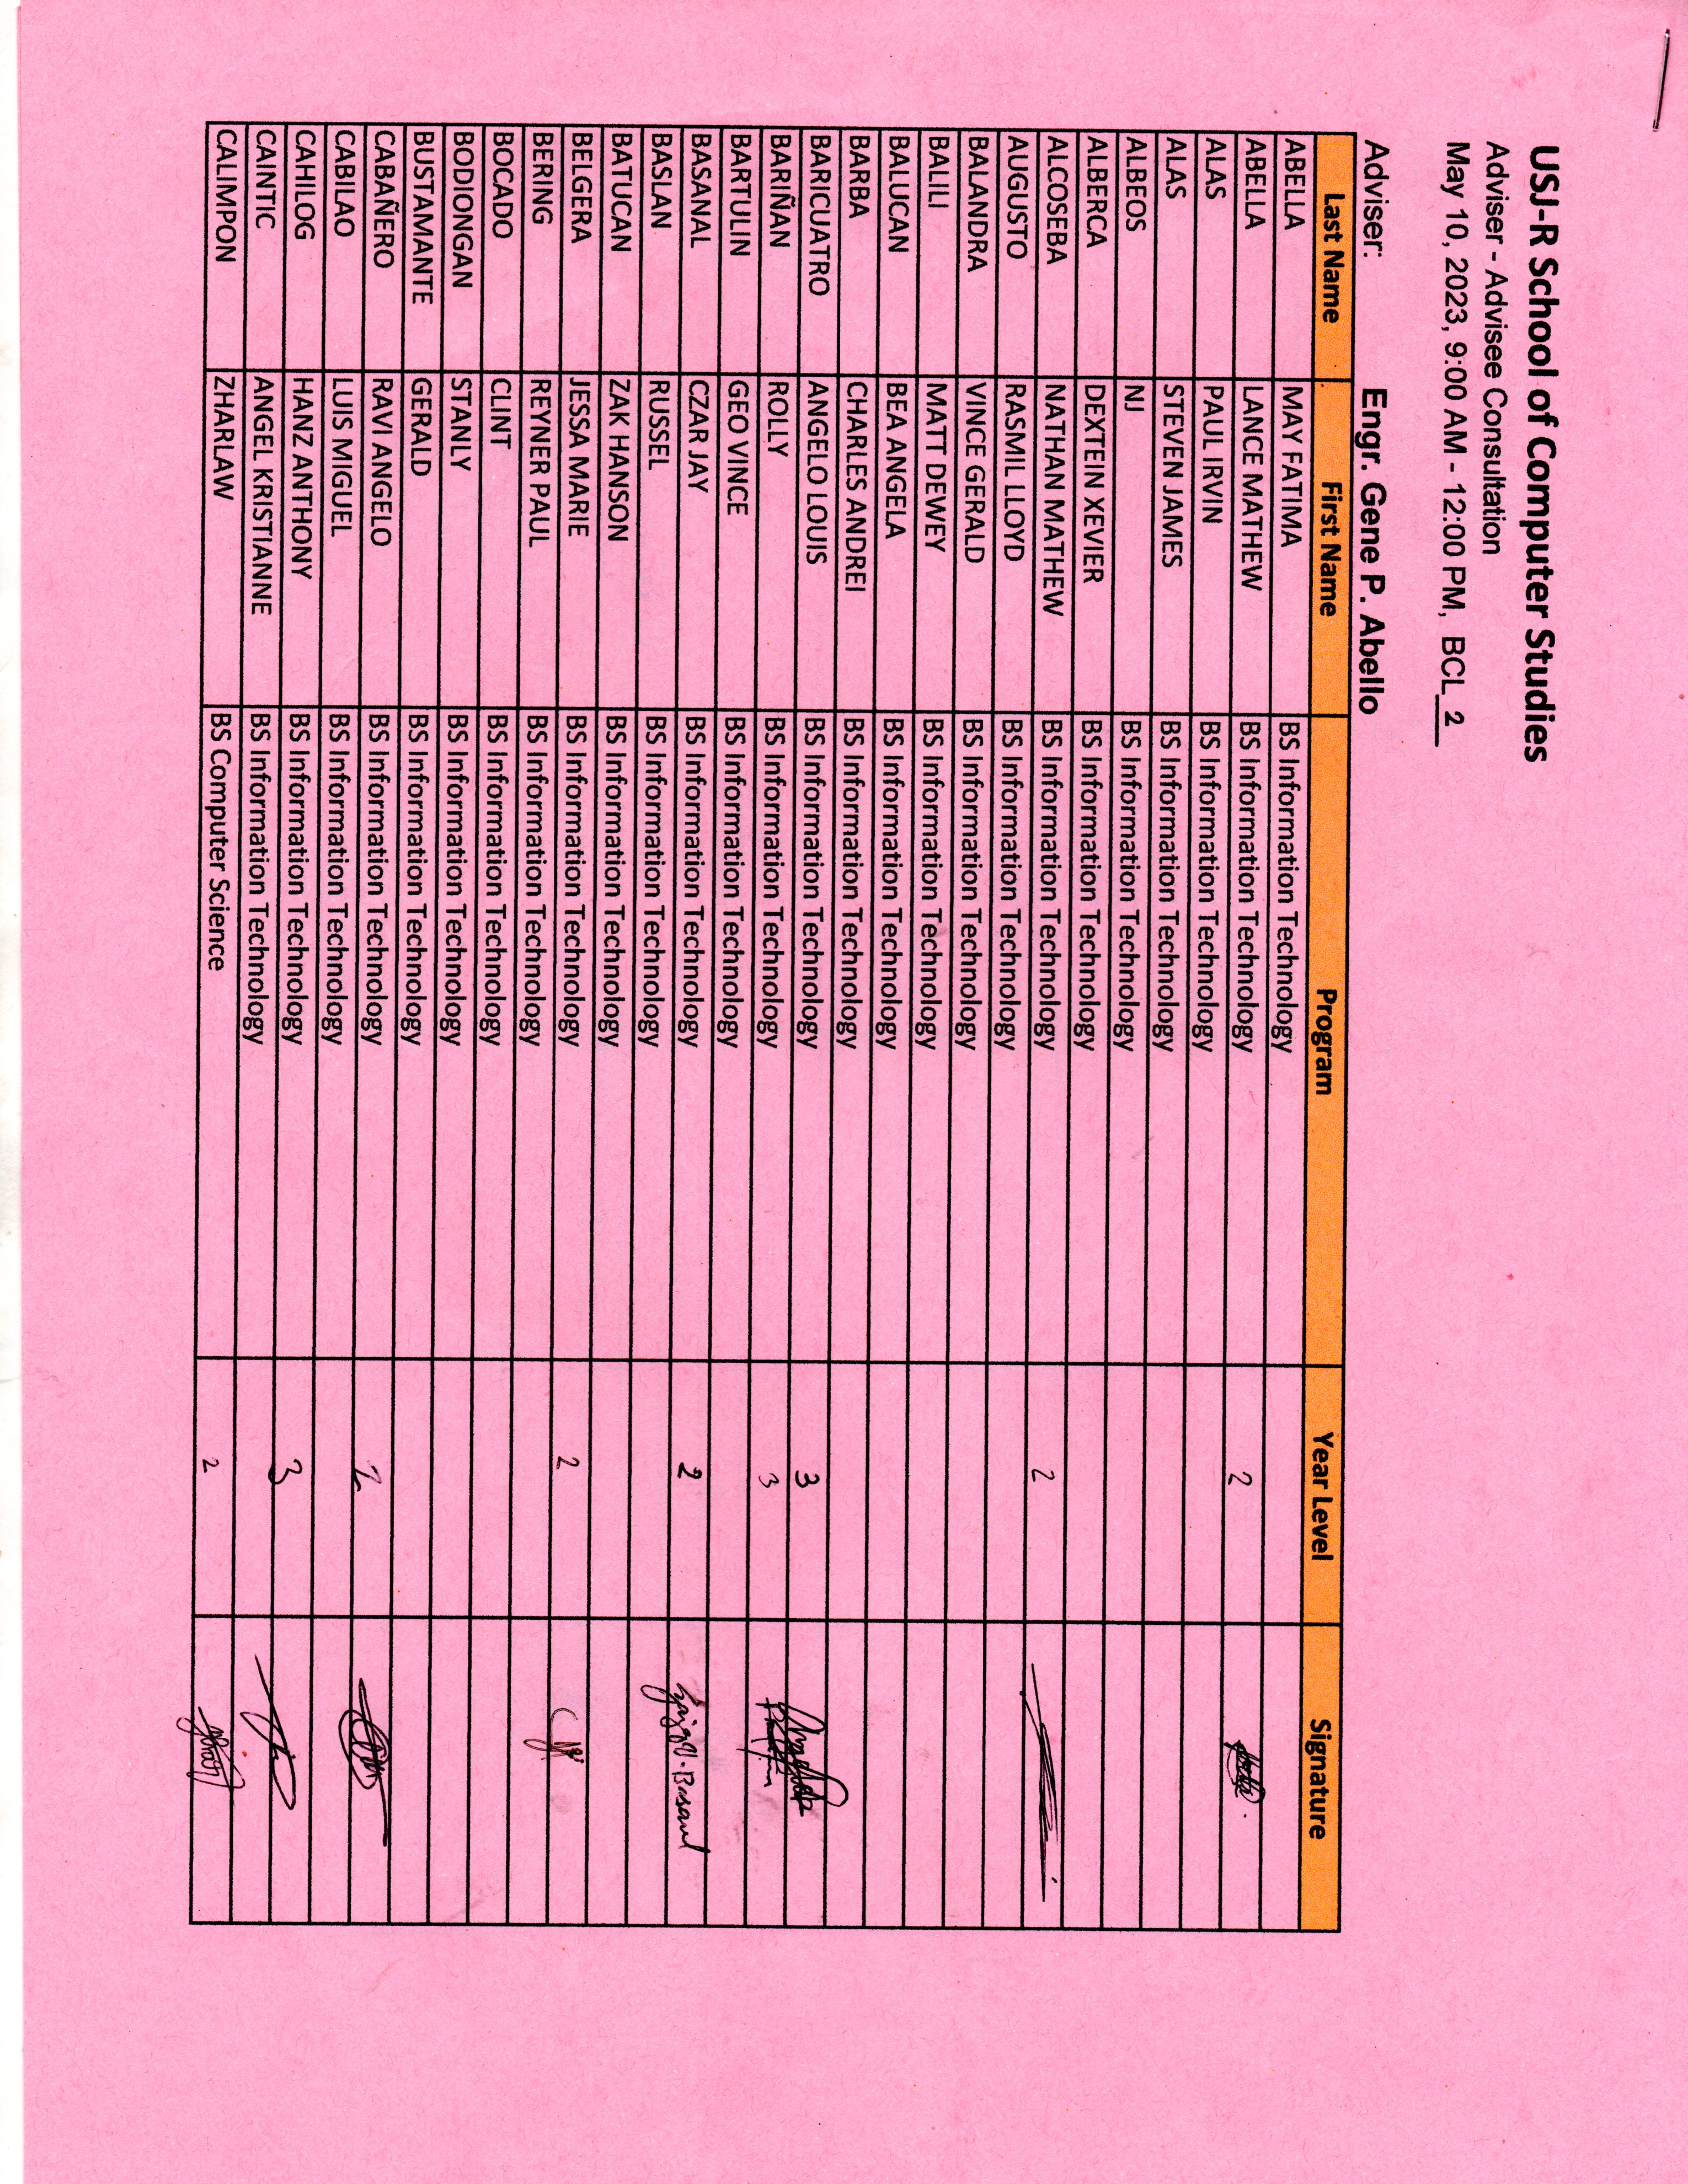 USJ-R School of Computer Studies
Adviser - Advisee Consultation
May 10, 2023, 9:00 AM - 12:00 PM, BCL 2
Adviser: Engr. Gene P. Abello
Last Name First Name Program Year Level Signature
ABELLA MAY FATIMA BS Information Technology
ABELLA LANCE MATHEW BS Information Technology 2
ALAS PAUL IRVIN BS Information Technology
ALAS STEVEN JAMES BS Information Technology
ALBEOS NJ BS Information Technology
ALBERCA DEXTEIN XEVIER BS Information Technology
ALCOSEBA NATHAN MATHEW BS Information Technology 2
AUGUSTO RASMIL LLOYD BS Information Technology
BALANDRA VINCE GERALD BS Information Technology
BALILI MATT DEWEY BS Information Technology
BALUCAN BEA ANGELA BS Information Technology
BARBA CHARLES ANDREI BS Information Technology
BARICUATRO ANGELO LOUIS BS Information Technology 3
BARIÑAN ROLLY BS Information Technology 3
BARTULIN GEO VINCE BS Information Technology
BASANAL CZAR JAY BS Information Technology 2
BASLAN RUSSEL BS Information Technology
BATUCAN ZAK HANSON BS Information Technology
BELGERA JESSA MARIE BS Information Technology 2
BERING REYNER PAUL BS Information Technology
BOCADO CLINT BS Information Technology
BODIONGAN STANLY BS Information Technology
BUSTAMANTE GERALD BS Information Technology
CABAÑERO RAVI ANGELO BS Information Technology 2
CABILAO LUIS MIGUEL BS Information Technology
CAHILOG HANZ ANTHONY BS Information Technology 3
CAINTIC ANGEL KRISTIANNE BS Information Technology
CALIMPON ZHARLAW BS Computer Science 2